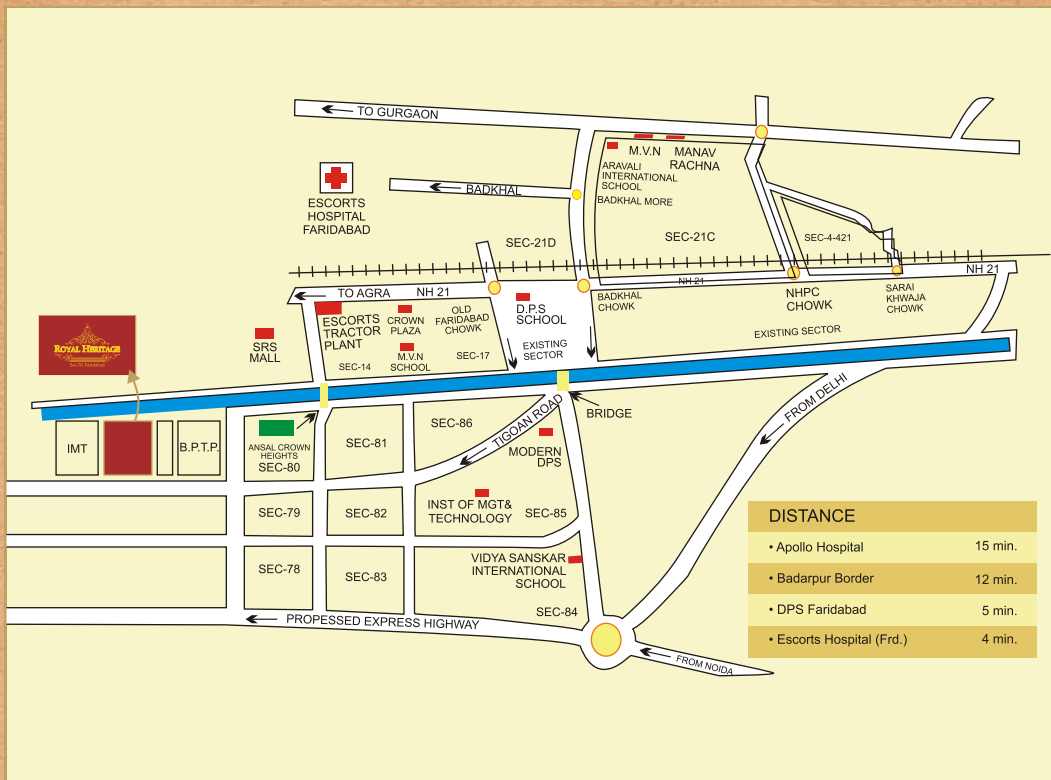 TO GURGAON
M.V.N
MANAV
RACHNA
ARAVALI
INTERNATIONAL
SCHOOL
BADKHAL
BADKHAL MORE
ESCORTS
HOSPITAL
FARIDABAD
SEC-21D
SEC-21C
SEC-4-421
NH 21
NH 21
TO AGRA
NH 21
BADKHAL
CHOWK
NHPC
CHOWK
SARAI
KHWAJA
CHOWK
D.P.S
SCHOOL
OLD
FARIDABAD
CHOWK
CROWN
PLAZA
ESCORTS
TRACTOR
PLANT
SRS
MALL
EXISTING SECTOR
EXISTING
SECTOR
SEC-17
M.V.N
SCHOOL
SEC-14
ROYAL HERITAGE
Sec-70, Faridabad
FROM DELHI
BRIDGE
TIGOAN ROAD
SEC-86
IMT
B.P.T.P.
ANSAL CROWN
HEIGHTS
SEC-80
SEC-81
MODERN
DPS
INST OF MGT&
TECHNOLOGY
SEC-85
SEC-79
SEC-82
VIDYA SANSKAR
INTERNATIONAL
SCHOOL
SEC-78
SEC-83
SEC-84
PROPESSED EXPRESS HIGHWAY
FROM NOIDA
DISTANCE
• Apollo Hospital 15 min.
• Badarpur Border 12 min.
• DPS Faridabad 5 min.
• Escorts Hospital (Frd.) 4 min.